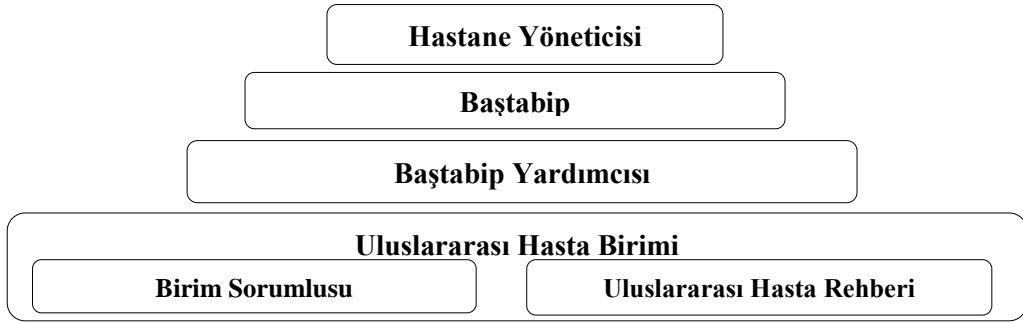 Hastane Yöneticisi
Baştabip
Baştabip Yardımcısı
Uluslararası Hasta Birimi
Birim Sorumlusu
Uluslararası Hasta Rehberi